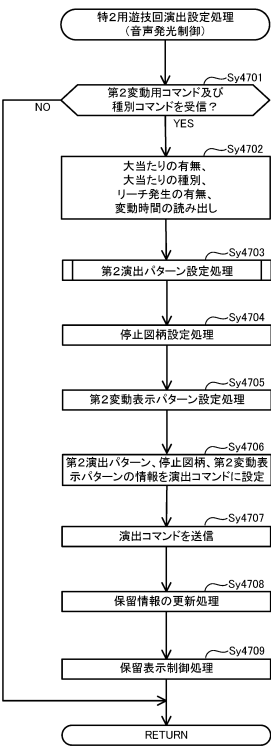 特2用遊技回演出設定処理
(音声発光制御)
Sy4701
第2変動用コマンド及び
種別コマンドを受信?
NO
YES
Sy4702
大当たりの有無、
大当たりの種別、
リーチ発生の有無、
変動時間の読み出し
Sy4703
第2演出パターン設定処理
Sy4704
停止図柄設定処理
Sy4705
第2変動表示パターン設定処理
Sy4706
第2演出パターン、停止図柄、第2変動表
示パターンの情報を演出コマンドに設定
Sy4707
演出コマンドを送信
Sy4708
保留情報の更新処理
Sy4709
保留表示制御処理
RETURN